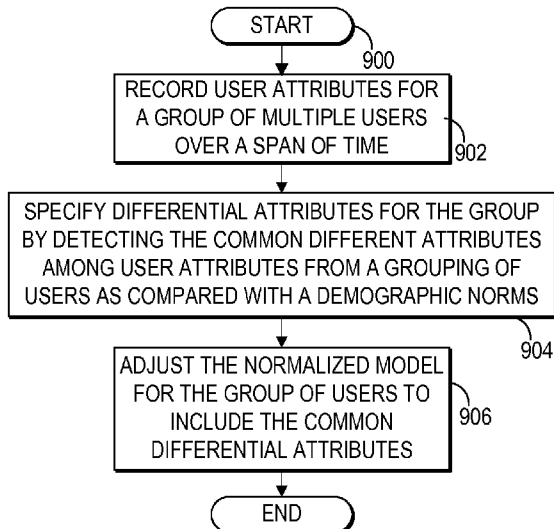 START
900
RECORD USER ATTRIBUTES FOR
A GROUP OF MULTIPLE USERS
OVER A SPAN OF TIME
902
SPECIFY DIFFERENTIAL ATTRIBUTES FOR THE GROUP
BY DETECTING THE COMMON DIFFERENT ATTRIBUTES
AMONG USER ATTRIBUTES FROM A GROUPING OF
USERS AS COMPARED WITH A DEMOGRAPHIC NORMS
904
ADJUST THE NORMALIZED MODEL
FOR THE GROUP OF USERS TO
INCLUDE THE COMMON
DIFFERENTIAL ATTRIBUTES
906
END